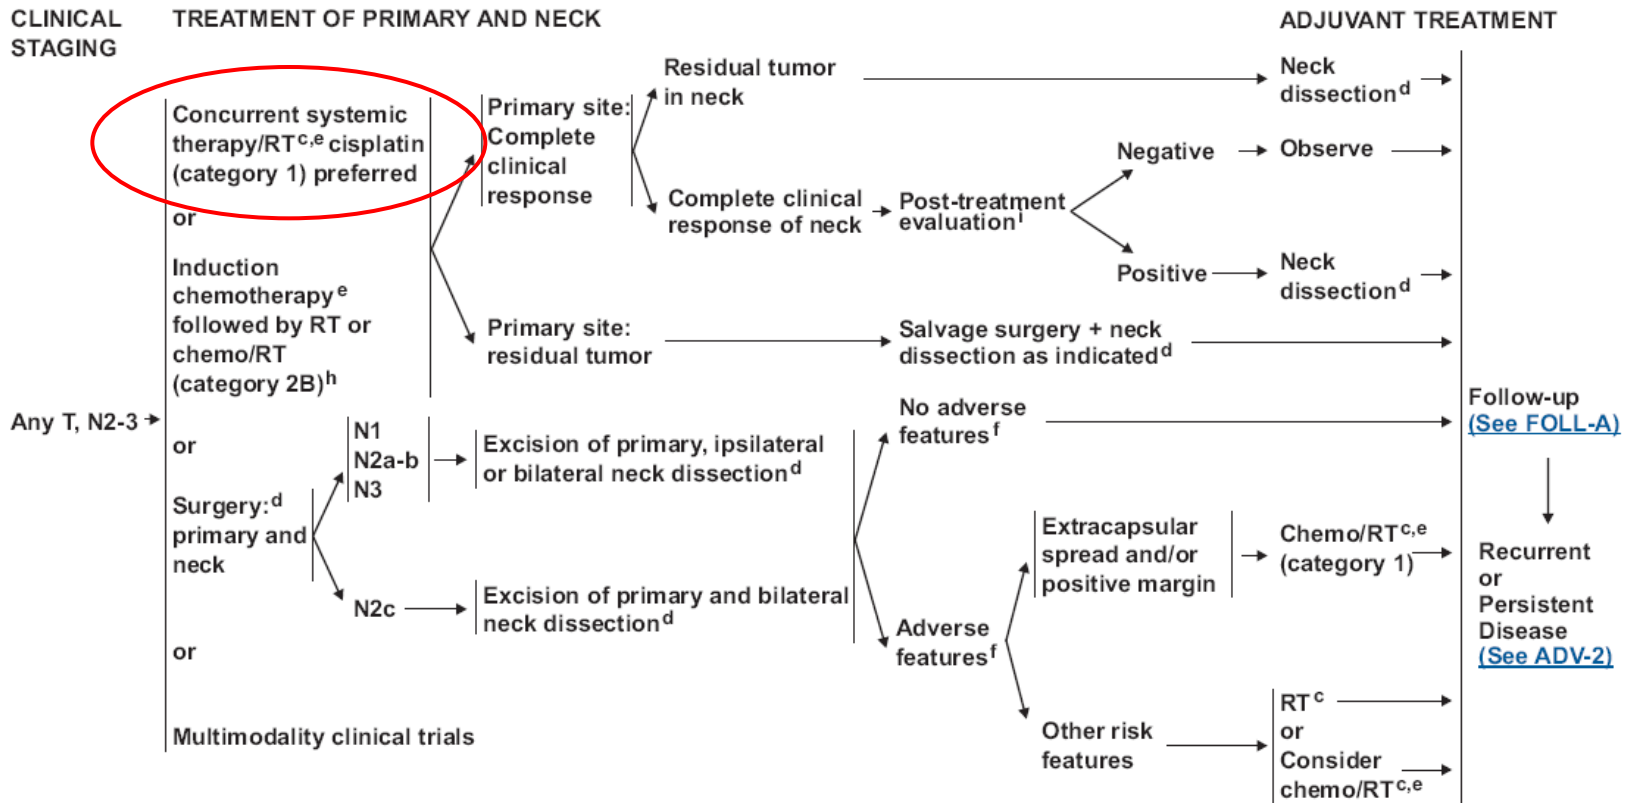 CLINICAL
STAGING
TREATMENT OF PRIMARY AND NECK
ADJUVANT TREATMENT
Any T, N2-3
Concurrent systemic
therapy/RTc,e cisplatin
(category 1) preferred
or
Induction
chemotherapy e
followed by RT or
chemo/RT
(category 2B)h
or
Surgery:d
primary and
neck
or
Multimodality clinical trials
Primary site:
Complete
clinical
response
Residual tumor
in neck
Neck
dissectiond
Complete clinical
response of neck
Post-treatment
evaluationi
Negative
Observe
Positive
Neck
dissectiond
Primary site:
residual tumor
Salvage surgery + neck
dissection as indicatedd
N1
N2a-b
N3
Excision of primary, ipsilateral
or bilateral neck dissectiond
N2c
Excision of primary and bilateral
neck dissectiond
No adverse
featuresf
Adverse
featuresf
Extracapsular
spread and/or
positive margin
Chemo/RTc,e
(category 1)
Other risk
features
RTc
or
Consider
chemo/RTc,e
Follow-up
(See FOLL-A)
Recurrent
or
Persistent
Disease
(See ADV-2)